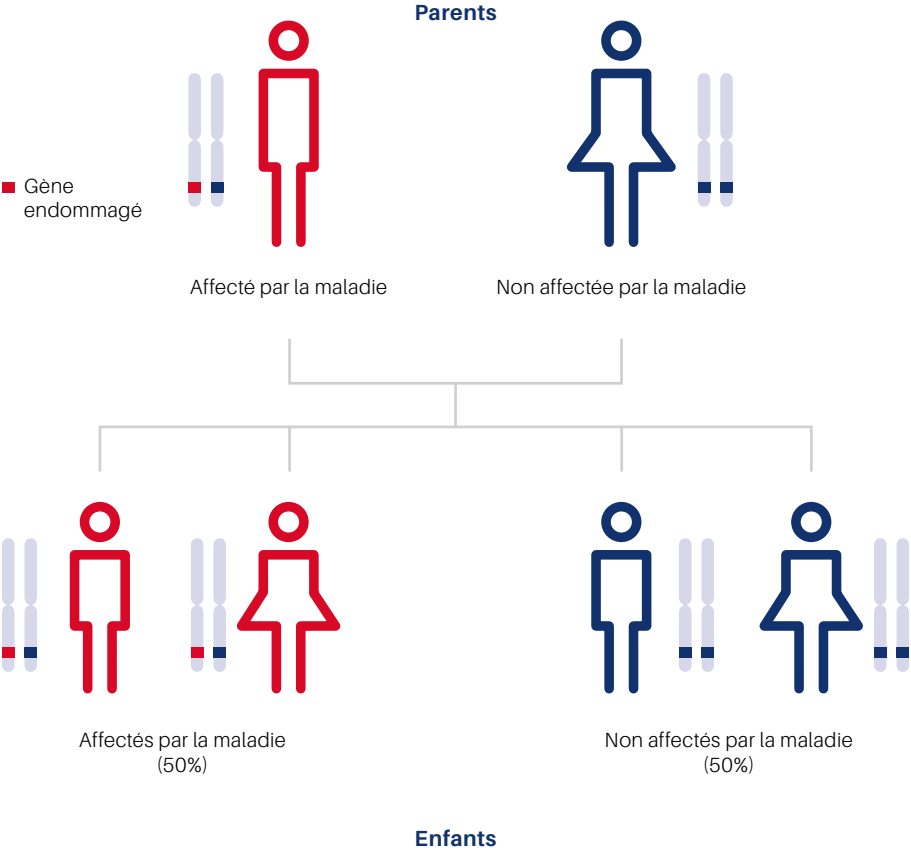 Parents
Gène
endommagé
Affecté par la maladie
Non affectée par la maladie
Affectés par la maladie
(50%)
Non affectés par la maladie
(50%)
Enfants